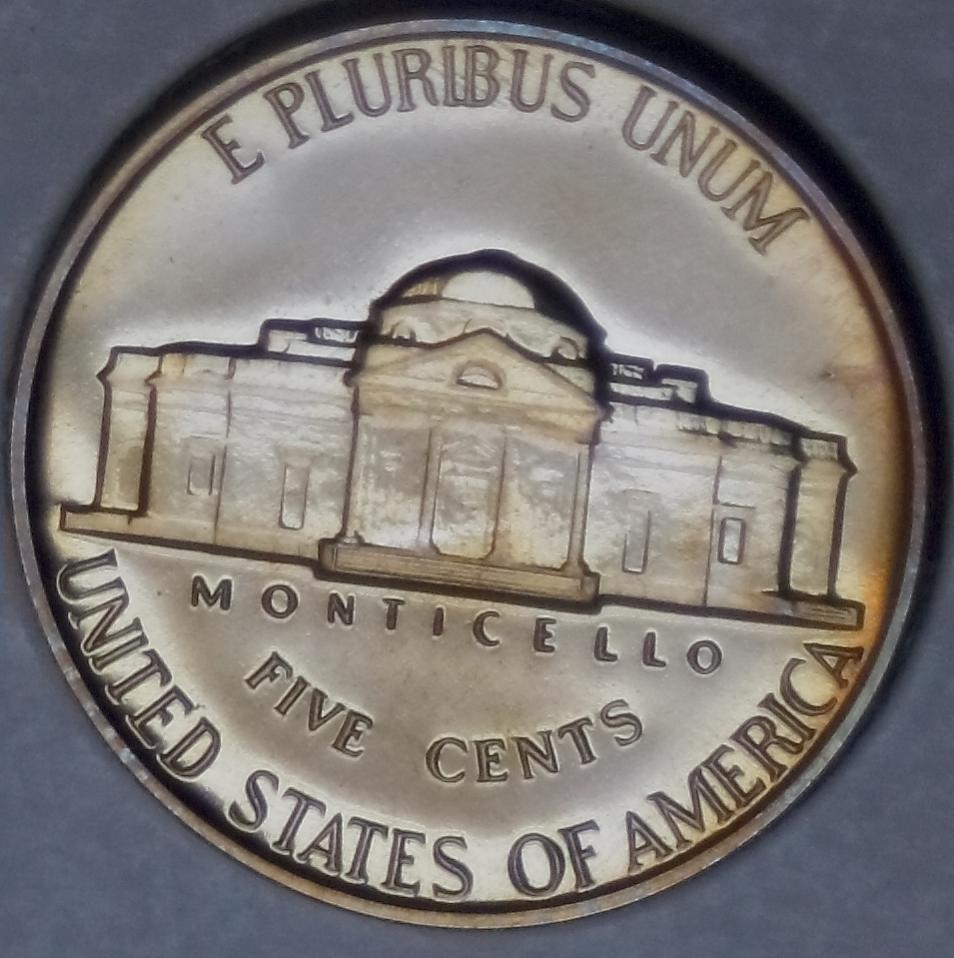 E PLURIBUS UNUM
MONTICELLO
FIVE CENTS
UNITED STATES OF AMERICA